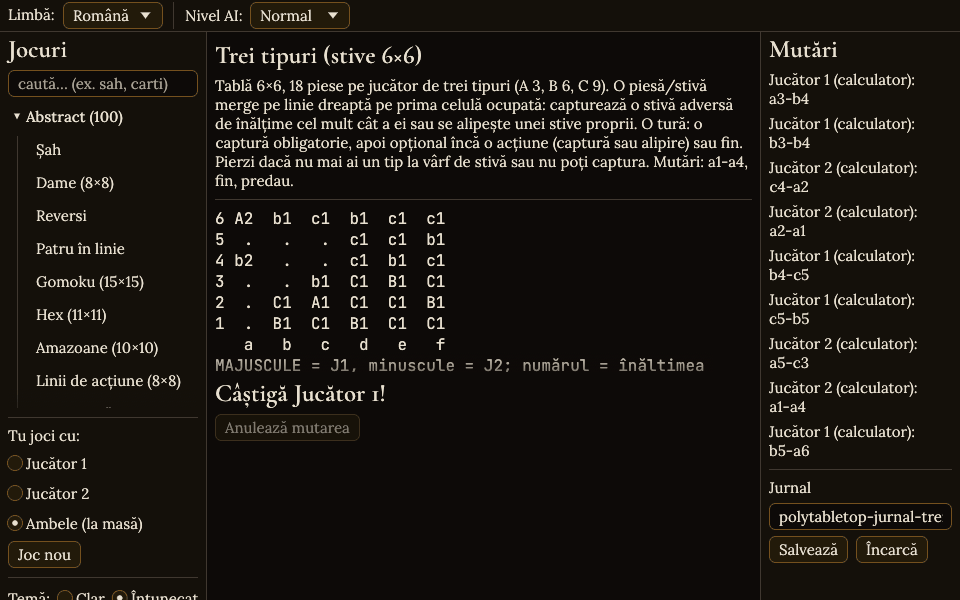 Limbă: Română ▼ Nivel AI: Normal ▼
Jocuri
caută... (ex. sah, carti)
▼ Abstract (100)
Șah
Dame (8×8)
Reversi
Patru în linie
Gomoku (15×15)
Hex (11×11)
Amazoane (10×10)
Linii de acțiune (8×8)
Tu joci cu:
Jucător 1
Jucător 2
Ambele (la masă)
Joc nou
Temă: Clar Întunecat
Trei tipuri (stive 6×6)
Tablă 6×6, 18 piese pe jucător de trei tipuri (A 3, B 6, C 9). O piesă/stivă
merge pe linie dreaptă pe prima celulă ocupată: capturează o stivă adversă
de înălțime cel mult cât a ei sau se alipește unei stive proprii. O tură: o
captură obligatorie, apoi opțional încă o acțiune (captură sau alipire) sau fin.
Pierzi dacă nu mai ai un tip la vârf de stivă sau nu poți captura. Mutări: a1-a4,
fin, predau.
6 A2 b1 c1 b1 c1 c1
5 . . . c1 c1 b1
4 b2 . . c1 b1 c1
3 . . b1 C1 B1 C1
2 . C1 A1 C1 C1 B1
1 . B1 C1 B1 C1 C1
a b c d e f
MAJUSCULE = J1, minuscule = J2; numărul = înălțimea
Câștigă Jucător 1!
Anulează mutarea
Mutări
Jucător 1 (calculator):
a3-b4
Jucător 1 (calculator):
b3-b4
Jucător 2 (calculator):
c4-a2
Jucător 2 (calculator):
a2-a1
Jucător 1 (calculator):
b4-c5
Jucător 1 (calculator):
c5-b5
Jucător 2 (calculator):
a5-c3
Jucător 2 (calculator):
a1-a4
Jucător 1 (calculator):
b5-a6
Jurnal
polytabletop-jurnal-tre
Salvează Încarcă